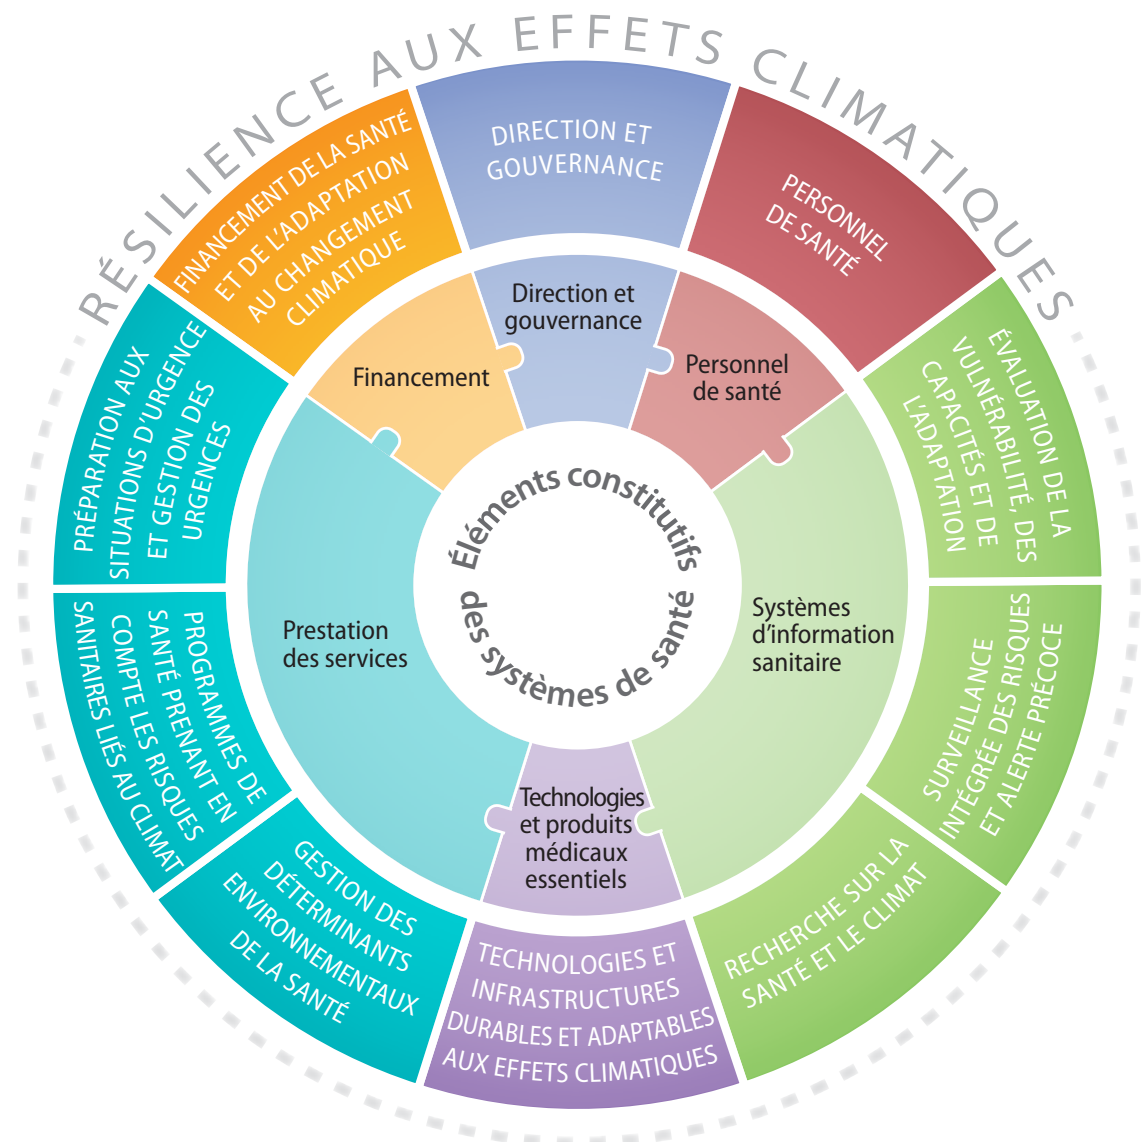 RÉSILIENCE AUX EFFETS CLIMATIQUES
DIRECTION ET
GOUVERNANCE
PERSONNEL
DE SANTÉ
ÉVALUATION DE LA
VULNÉRABILITÉ, DES
CAPACITÉS ET DE
L'ADAPTATION
SURVEILLANCE
INTÉGRÉE DES RISQUES
ET ALERTE PRÉCOCE
RECHERCHE SUR LA
SANTÉ ET LE CLIMAT
TECHNOLOGIES ET
INFRASTRUCTURES
DURABLES ET ADAPTABLES
AUX EFFETS CLIMATIQUES
GESTION DES
DÉTERMINANTS
ENVIRONNEMENTAUX
DE LA SANTÉ
PROGRAMMES DE
SANTÉ PRENANT EN
COMPTE LES RISQUES
SANITAIRES LIÉS AU CLIMAT
PRÉPARATION AUX
SITUATIONS D'URGENCE
ET GESTION DES
URGENCES
FINANCEMENT DE LA SANTÉ
ET DE L'ADAPTATION
AU CHANGEMENT
CLIMATIQUE
Direction et
gouvernance
Personnel
de santé
Systèmes
d'information
sanitaire
Technologies
et produits
médicaux
essentiels
Prestation
des services
Financement
Éléments constitutifs
des systèmes de santé